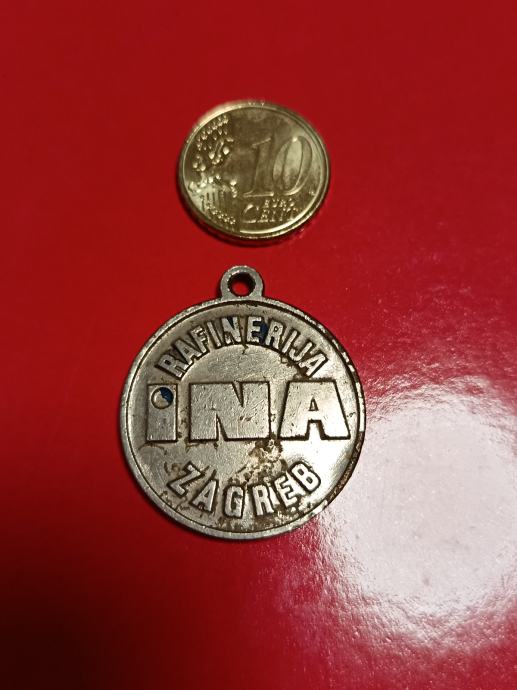 10
EURO
CENT
RAFINERIJA
iNA
ZAGREB